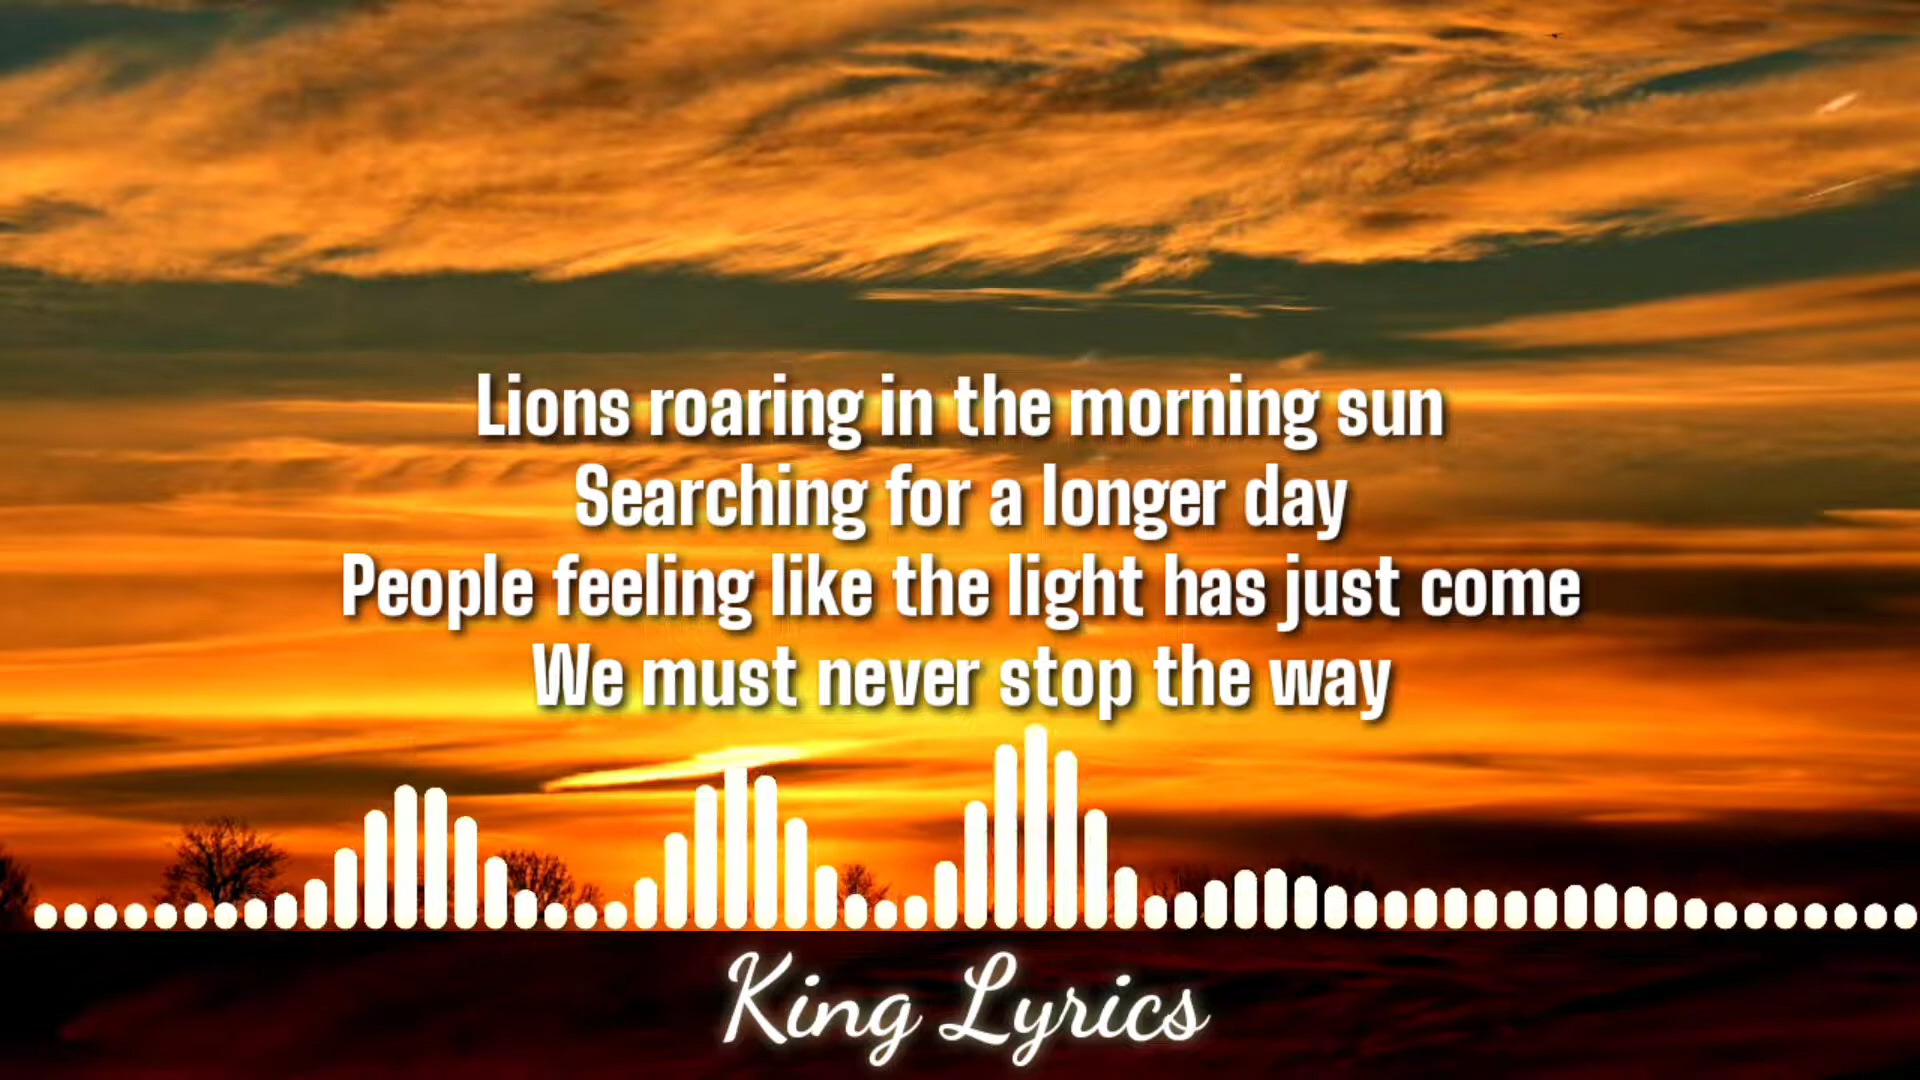 Lions roaring in the morning sun
Searching for a longer day
People feeling like the light has just come
We must never stop the way
King Lyrics